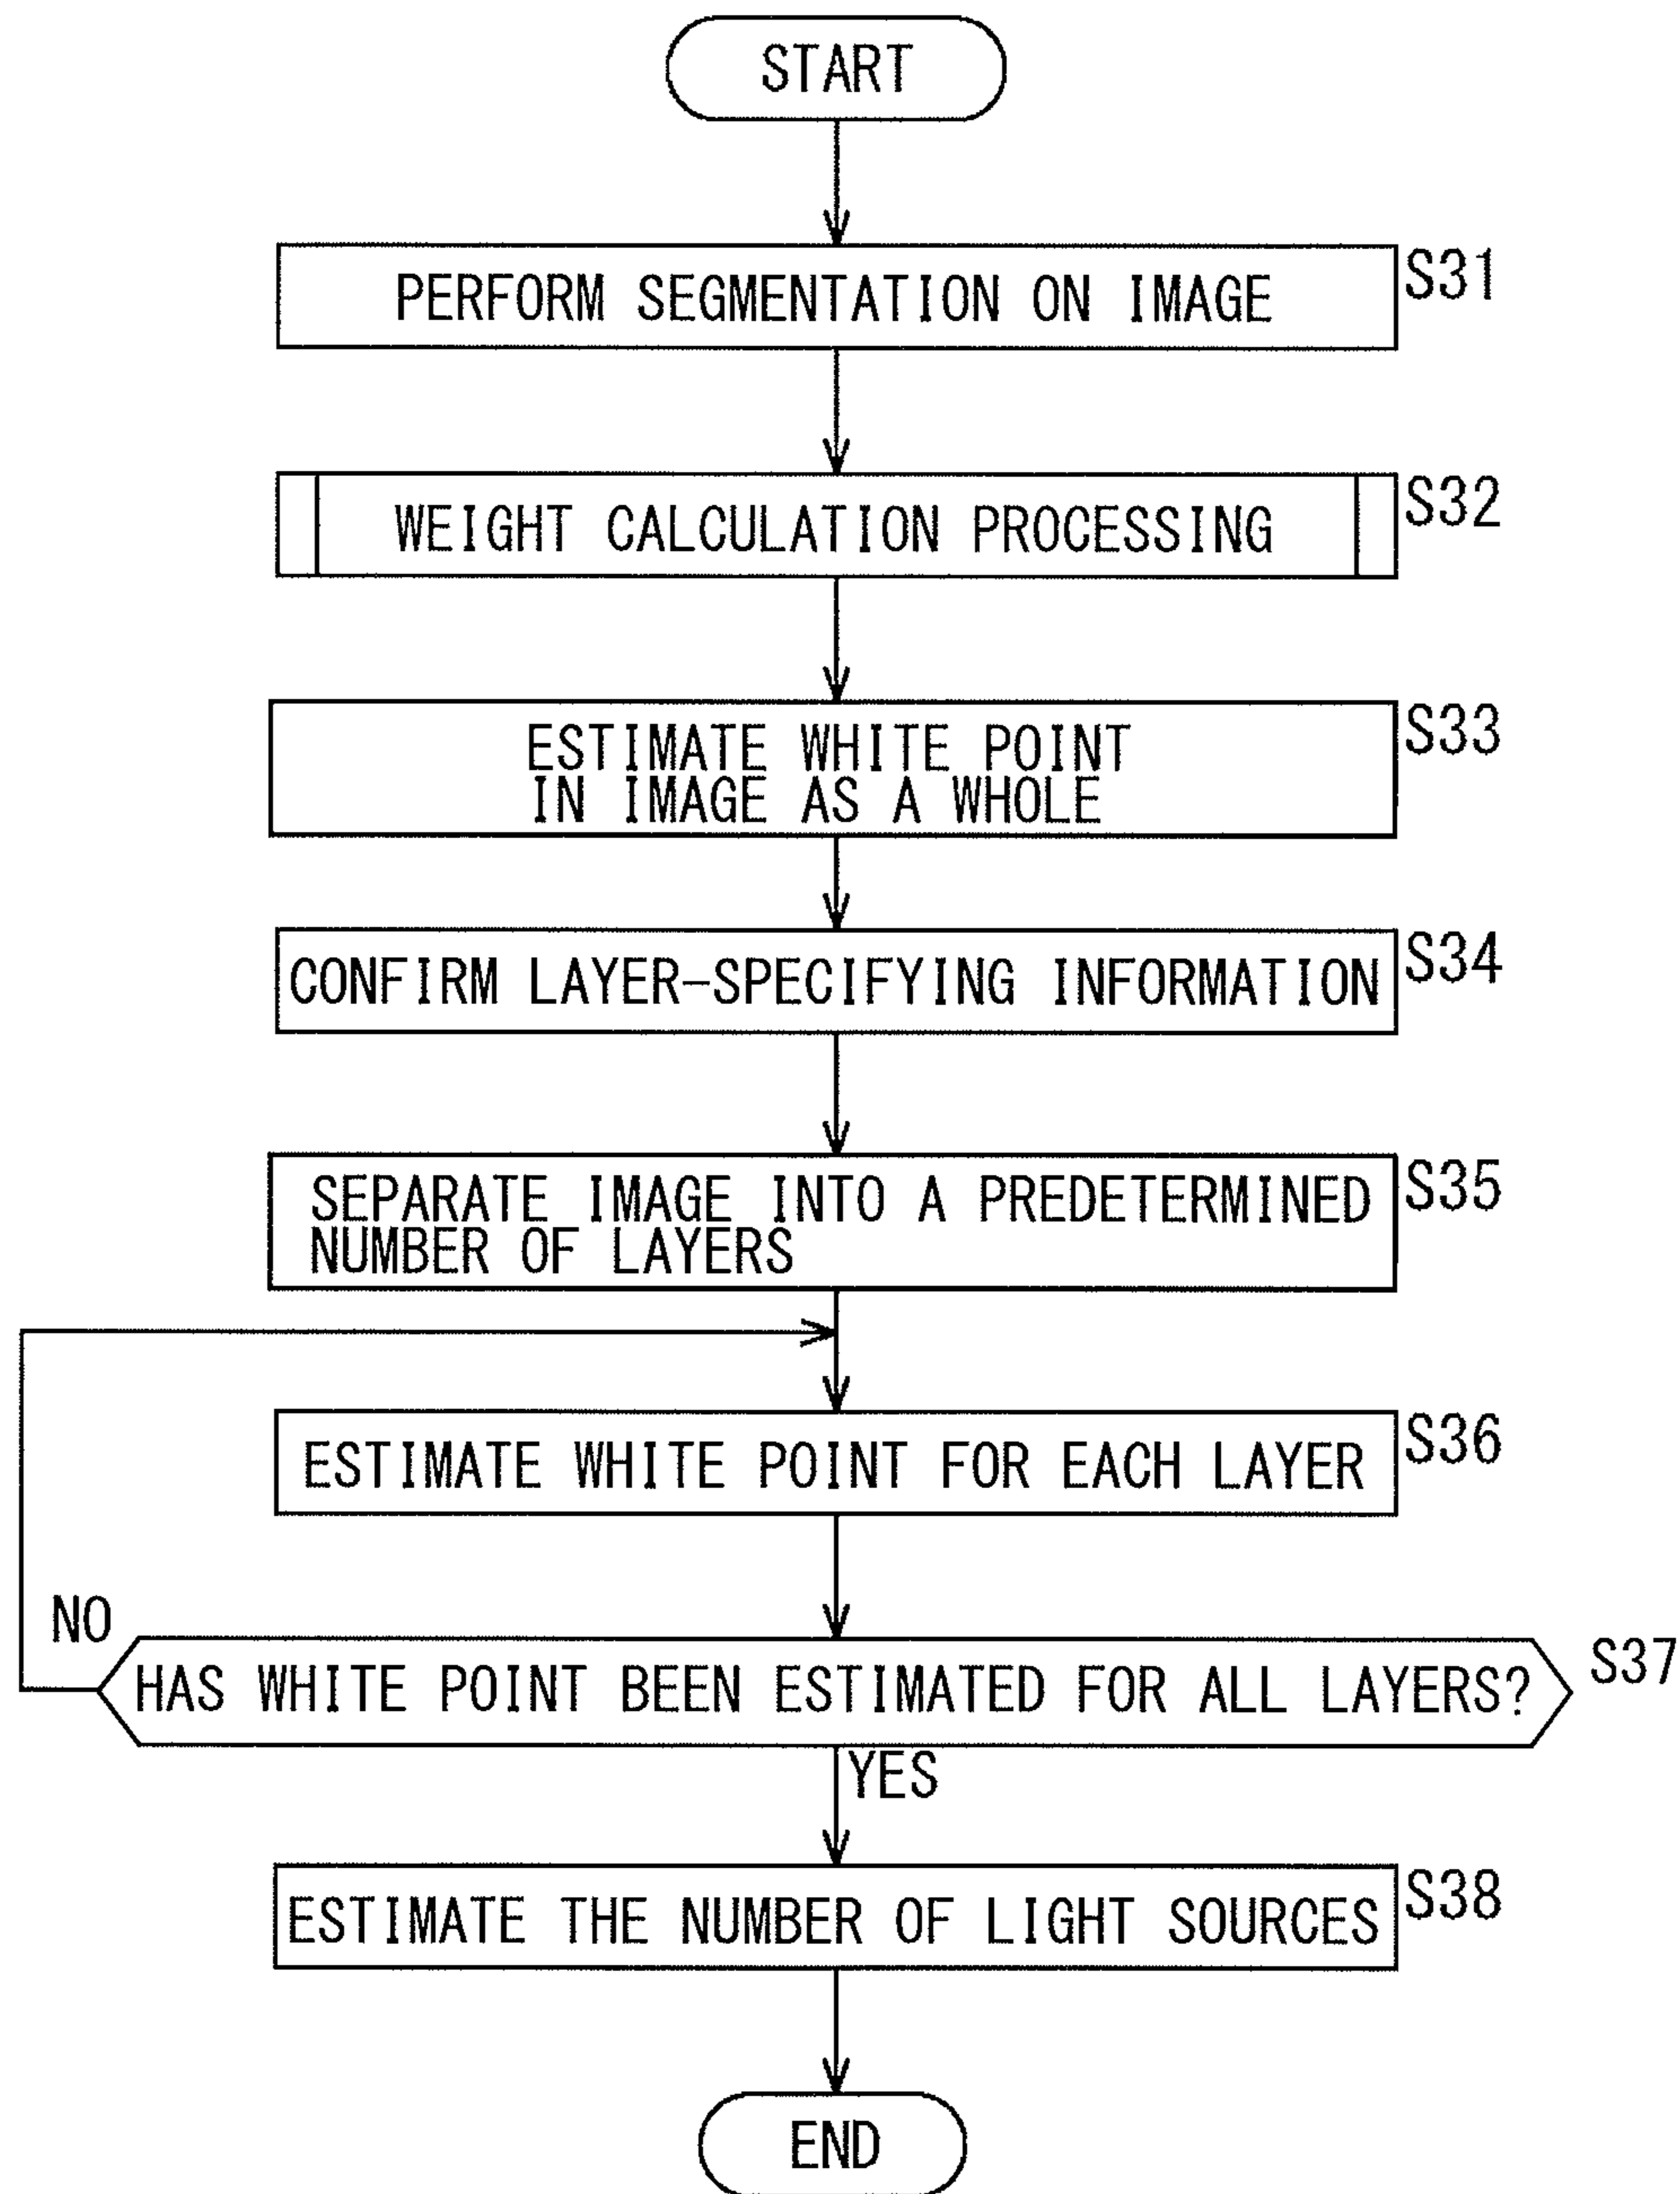 START
PERFORM SEGMENTATION ON IMAGE
S31
WEIGHT CALCULATION PROCESSING
S32
ESTIMATE WHITE POINT
IN IMAGE AS A WHOLE
S33
CONFIRM LAYER-SPECIFYING INFORMATION
S34
SEPARATE IMAGE INTO A PREDETERMINED
NUMBER OF LAYERS
S35
ESTIMATE WHITE POINT FOR EACH LAYER
S36
NO
HAS WHITE POINT BEEN ESTIMATED FOR ALL LAYERS?
S37
YES
ESTIMATE THE NUMBER OF LIGHT SOURCES
S38
END